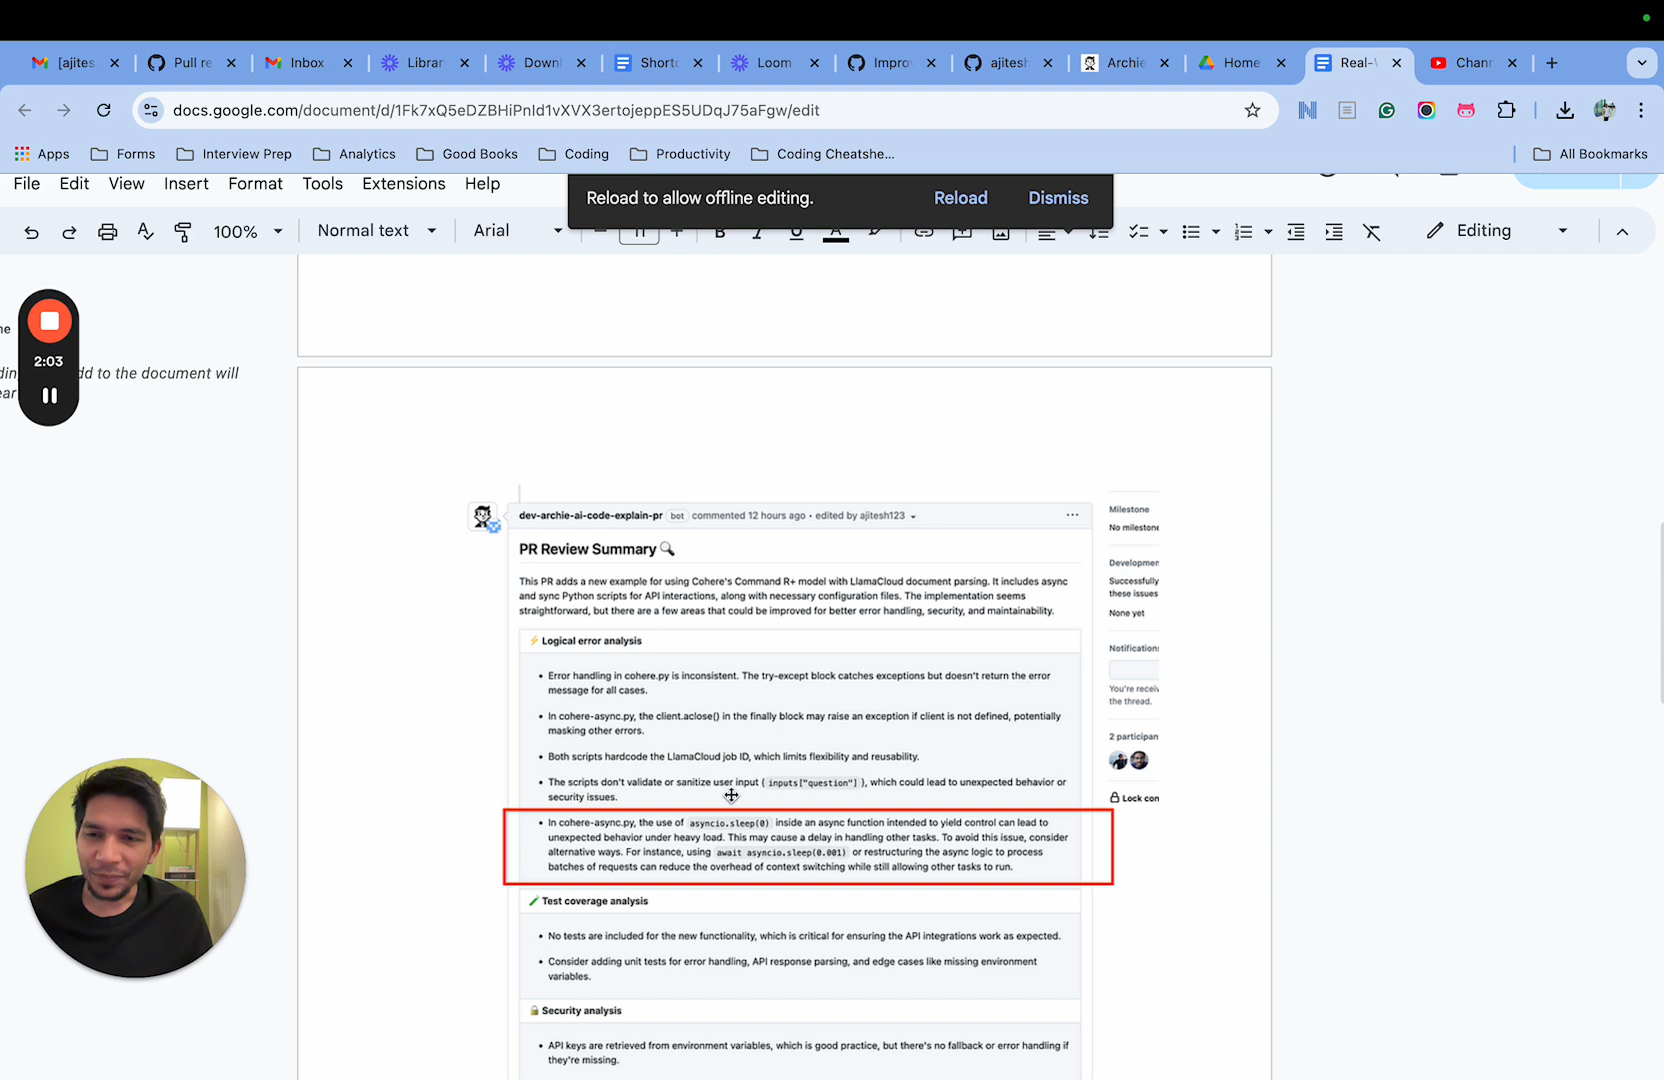 [ajites
Pull re
Inbox
Librar
Downl
Shorto
Loom
Impro
ajitesh
Archie
Home
Real-
Chann
docs.google.com/document/d/1Fk7xQ5eDZBHiPnId1vXVX3ertojeppES5UDqJ75aFgw/edit
Apps
Forms
Interview Prep
Analytics
Good Books
Coding
Productivity
Coding Cheatshe...
All Bookmarks
File Edit View Insert Format Tools Extensions Help
Reload to allow offline editing. Reload Dismiss
100% Normal text Arial 11 B I U A Editing
2:03
dd to the document will
dev-archie-ai-code-explain-pr bot commented 12 hours ago • edited by ajitesh123
PR Review Summary
This PR adds a new example for using Cohere's Command R+ model with LlamaCloud document parsing. It includes async
and sync Python scripts for API interactions, along with necessary configuration files. The implementation seems
straightforward, but there are a few areas that could be improved for better error handling, security, and maintainability.
Logical error analysis
• Error handling in cohere.py is inconsistent. The try-except block catches exceptions but doesn't return the error
message for all cases.
• In cohere-async.py, the client.aclose() in the finally block may raise an exception if client is not defined, potentially
masking other errors.
• Both scripts hardcode the LlamaCloud job ID, which limits flexibility and reusability.
• The scripts don't validate or sanitize user input ( inputs["question"] ), which could lead to unexpected behavior or
security issues.
• In cohere-async.py, the use of asyncio.sleep(0) inside an async function intended to yield control can lead to
unexpected behavior under heavy load. This may cause a delay in handling other tasks. To avoid this issue, consider
alternative ways. For instance, using await asyncio.sleep(0.001) or restructuring the async logic to process
batches of requests can reduce the overhead of context switching while still allowing other tasks to run.
Test coverage analysis
• No tests are included for the new functionality, which is critical for ensuring the API integrations work as expected.
• Consider adding unit tests for error handling, API response parsing, and edge cases like missing environment
variables.
Security analysis
• API keys are retrieved from environment variables, which is good practice, but there's no fallback or error handling if
they're missing.
Milestone
No milestone
Developmen
Successfully
these issues
None yet
Notifications
You're receiv
the thread.
2 participan
Lock con